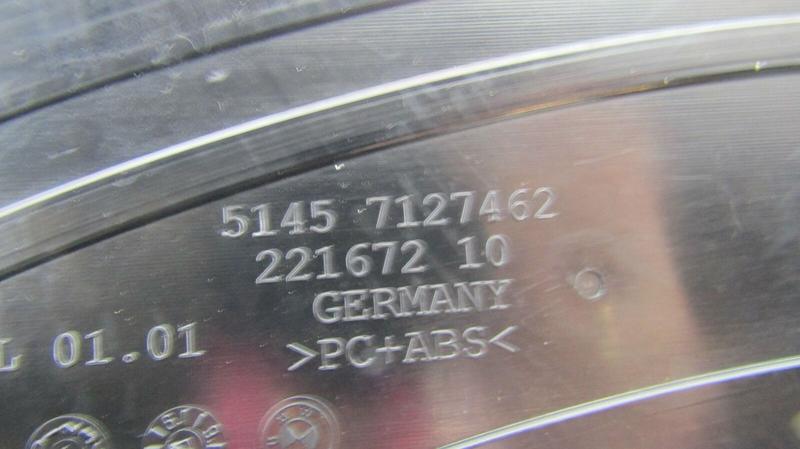 5145 7127462
221672 10
GERMANY
L 01.01
>PC+ABS<